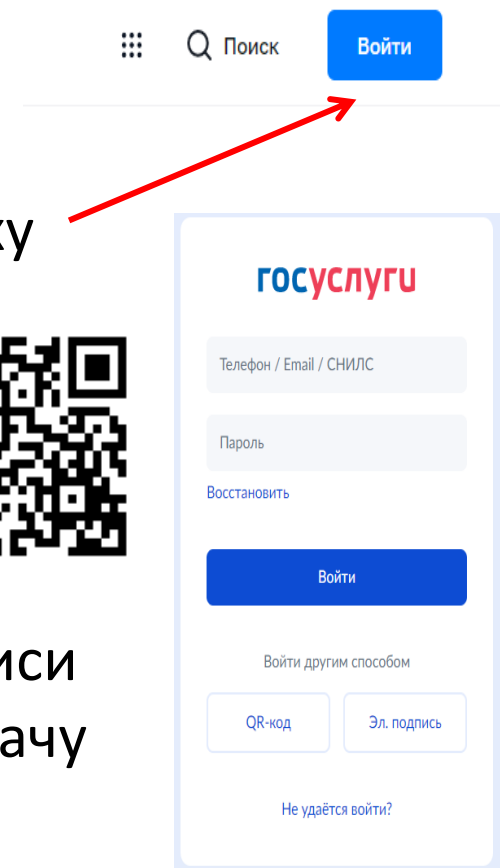 Поиск
Войти
ку
госуслуги
Телефон / Email / СНИЛС
Пароль
Восстановить
Войти
Войти другим способом
QR-код
Эл. подпись
Не удаётся войти?
иси
ачу